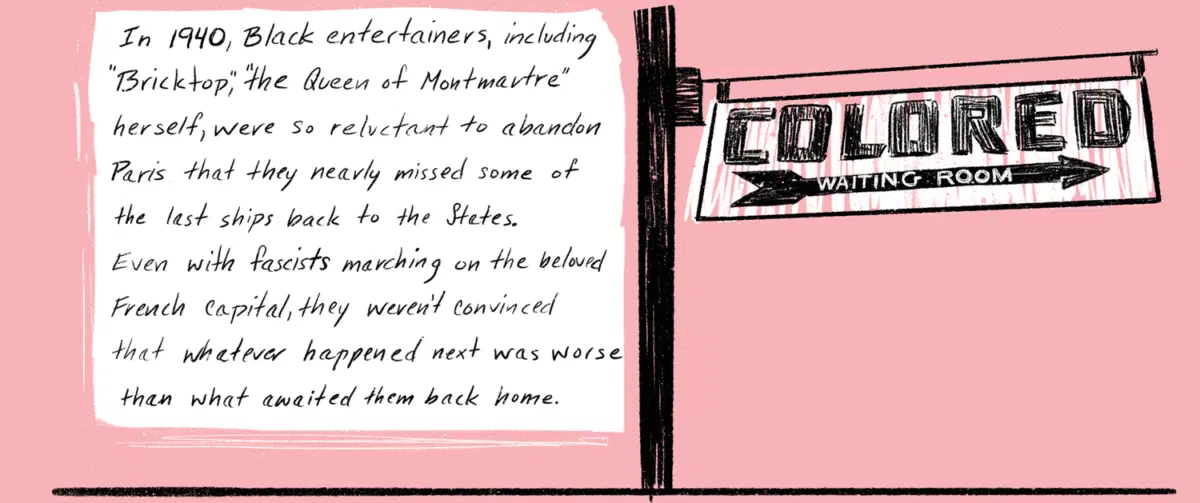 In 1940, Black entertainers, including
"Bricktop", "the Queen of Montmartre"
herself, were so reluctant to abandon
Paris that they nearly missed some of
the last ships back to the States.
Even with fascists marching on the beloved
French Capital, they weren't convinced
that whatever happened next was worse
than what awaited them back home.
COLORED
WAITING ROOM